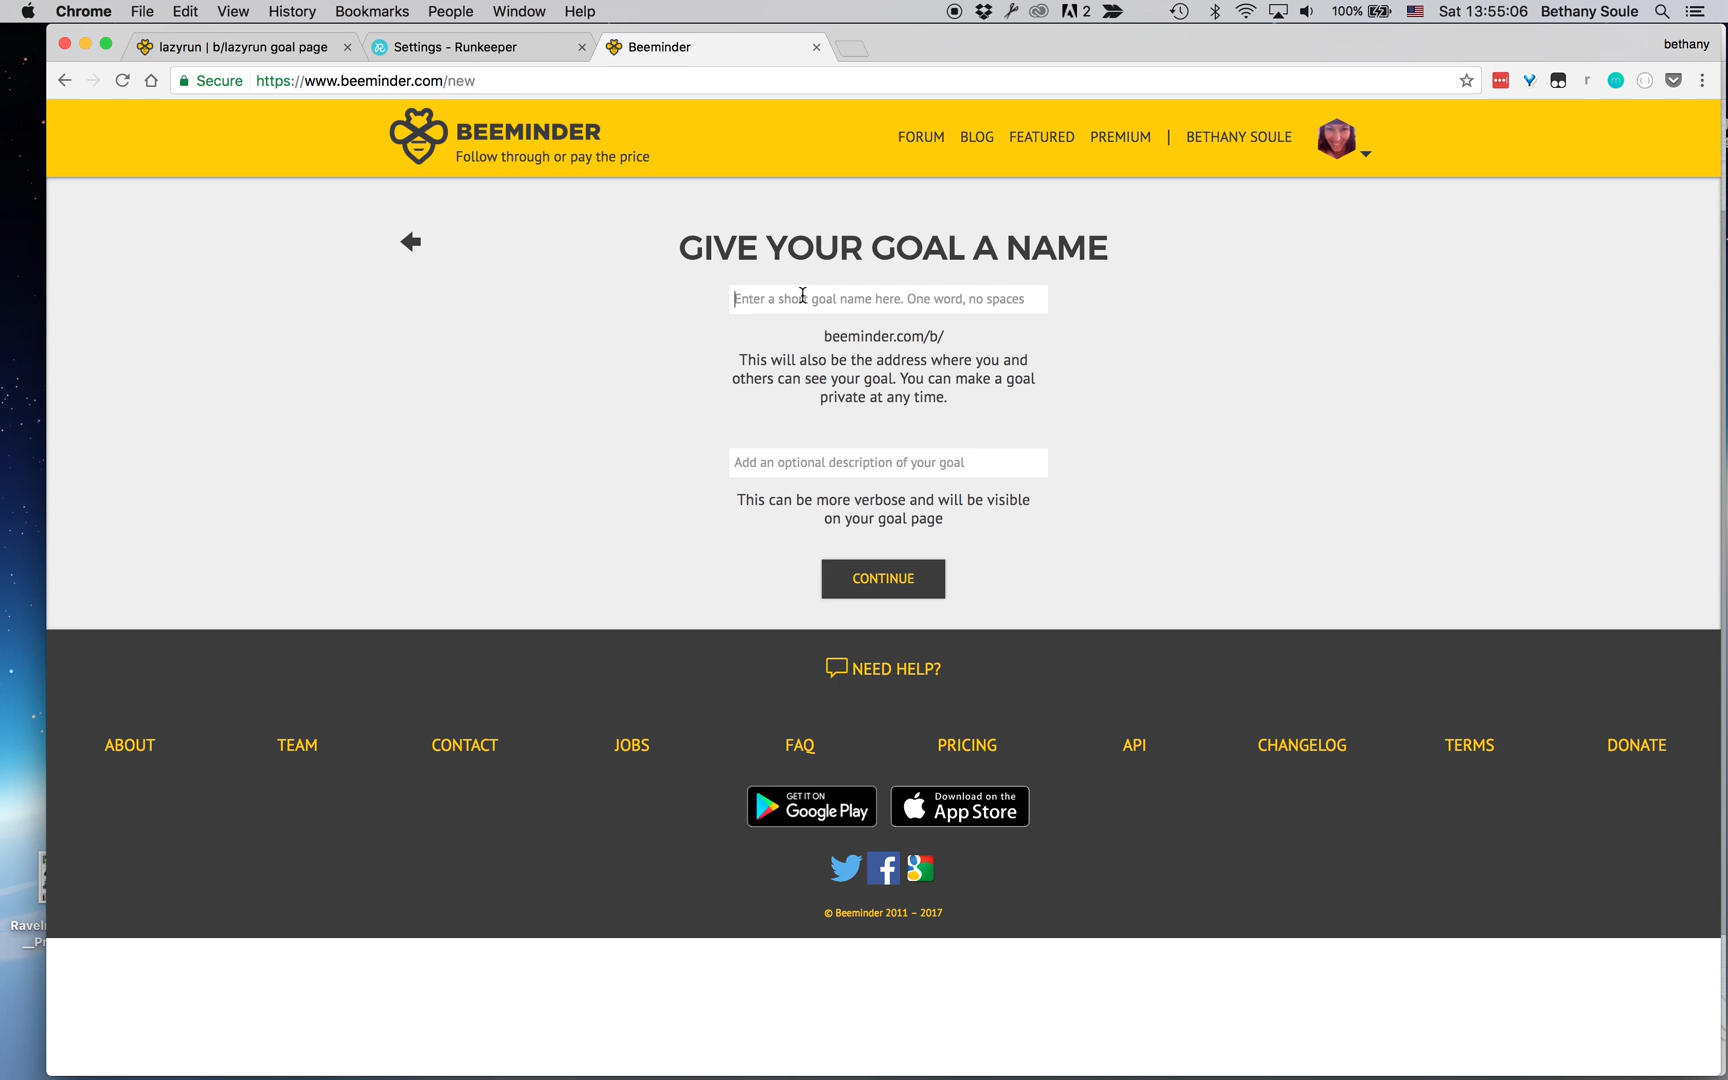 Chrome File Edit View History Bookmarks People Window Help 2 100% Sat 13:55:06 Bethany Soule
lazyrun | b/lazyrun goal page Settings - Runkeeper Beeminder bethany
Secure https://www.beeminder.com/new
BEEMINDER
Follow through or pay the price
FORUM BLOG FEATURED PREMIUM | BETHANY SOULE
GIVE YOUR GOAL A NAME
Enter a short goal name here. One word, no spaces
beeminder.com/b/
This will also be the address where you and
others can see your goal. You can make a goal
private at any time.
Add an optional description of your goal
This can be more verbose and will be visible
on your goal page
CONTINUE
NEED HELP?
ABOUT TEAM CONTACT JOBS FAQ PRICING API CHANGELOG TERMS DONATE
GET IT ON
Google Play
Download on the
App Store
© Beeminder 2011 – 2017